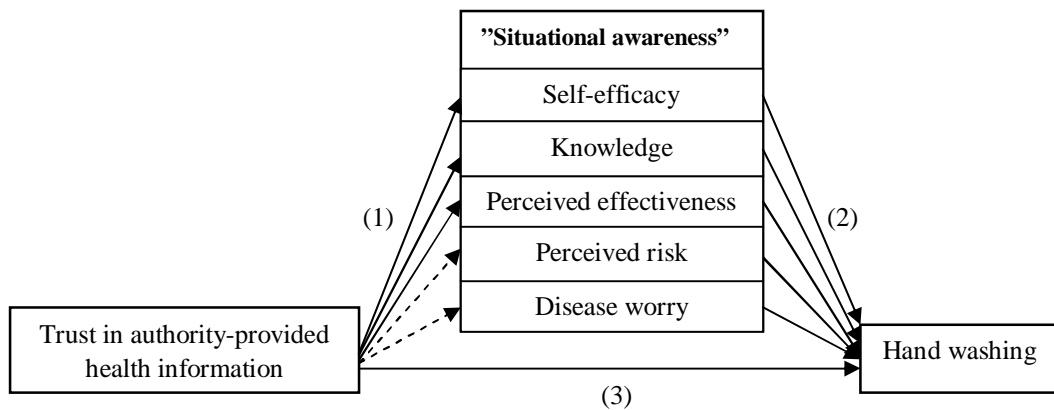 ”Situational awareness”
Self-efficacy
Knowledge
(1)
Perceived effectiveness
(2)
Perceived risk
Disease worry
Trust in authority-provided
health information
Hand washing
(3)